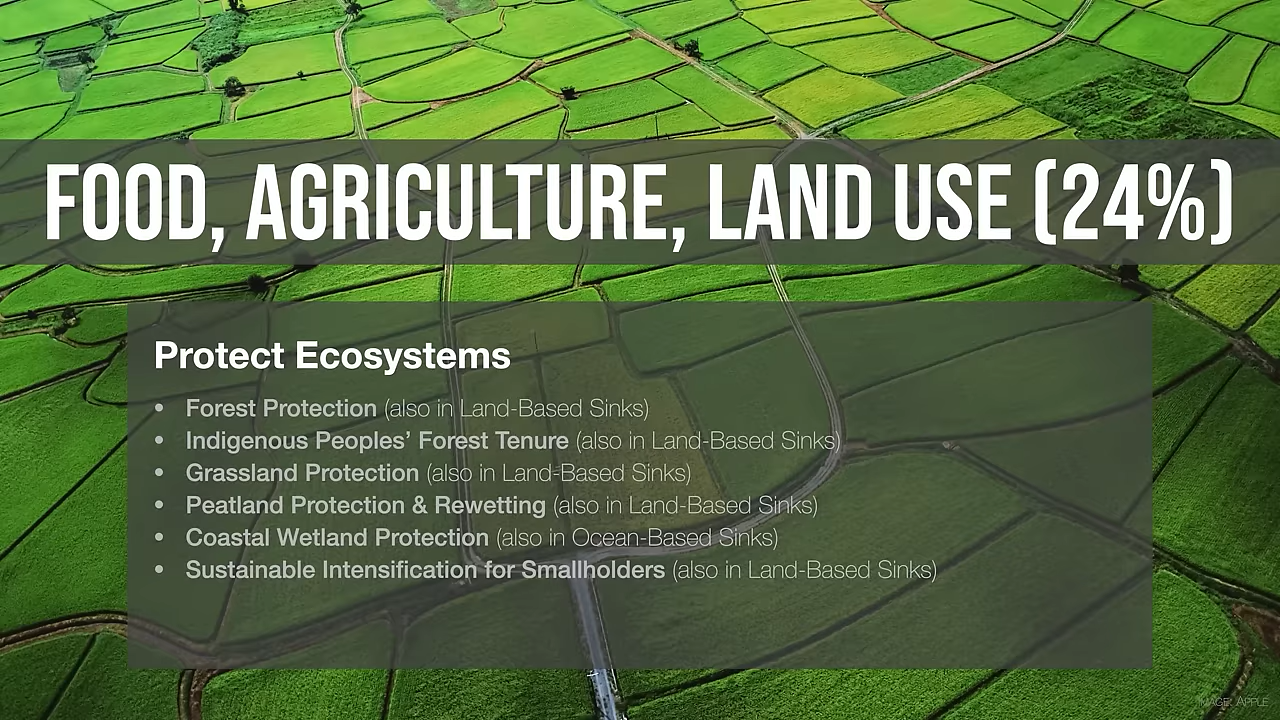 FOOD, AGRICULTURE, LAND USE (24%)
Protect Ecosystems
• Forest Protection (also in Land-Based Sinks)
• Indigenous Peoples’ Forest Tenure (also in Land-Based Sinks)
• Grassland Protection (also in Land-Based Sinks)
• Peatland Protection & Rewetting (also in Land-Based Sinks)
• Coastal Wetland Protection (also in Ocean-Based Sinks)
• Sustainable Intensification for Smallholders (also in Land-Based Sinks)
IMAGE: APPLE